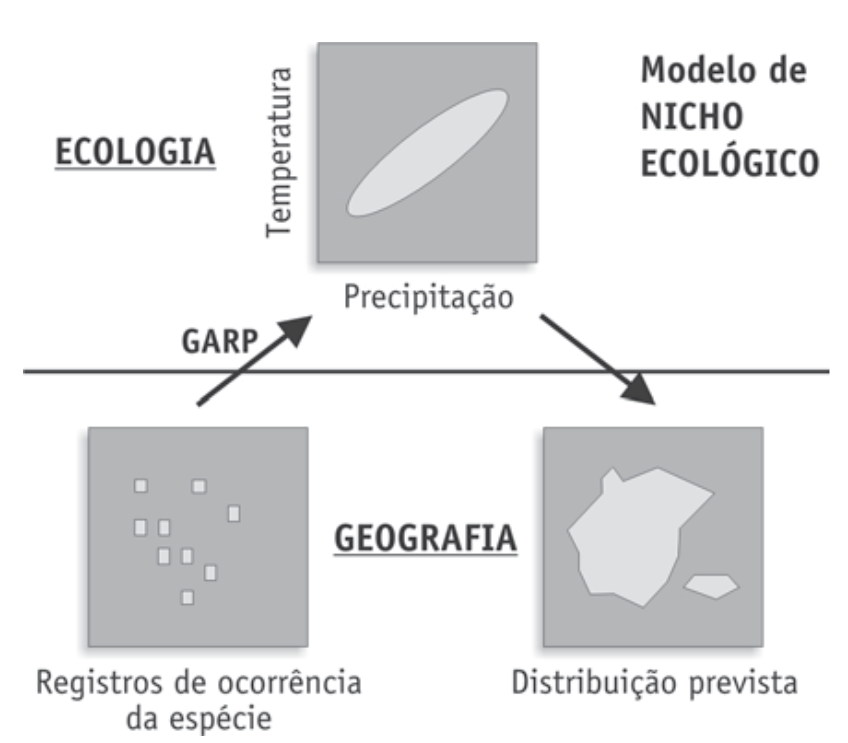 Modelo de
NICHO
ECOLÓGICO
ECOLOGIA
Temperatura
Precipitação
GARP
GEOGRAFIA
Registros de ocorrência
da espécie
Distribuição prevista